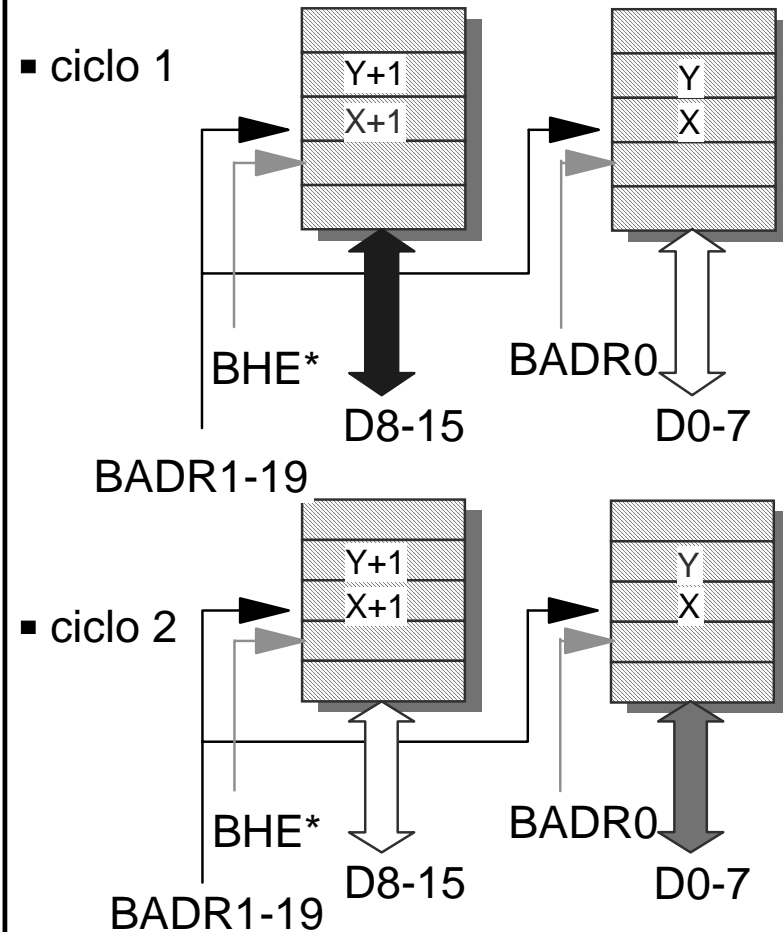 ▪ ciclo 1
Y+1
X+1
Y
X
BHE*
BADR0
D8-15
D0-7
BADR1-19
▪ ciclo 2
Y+1
X+1
Y
X
BHE*
BADR0
D8-15
D0-7
BADR1-19